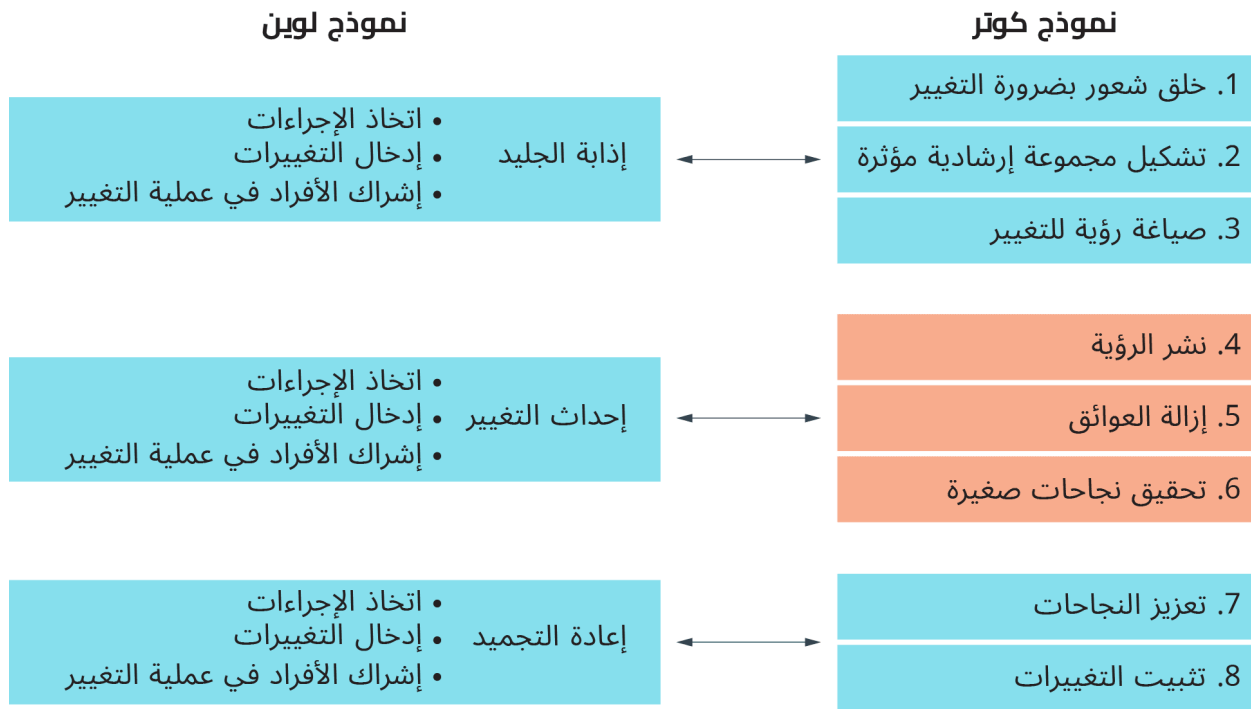 نموذج كوتر
نموذج لوين
1. خلق شعور بضرورة التغيير
2. تشكيل مجموعة إرشادية مؤثرة
3. صياغة رؤية للتغيير
إذابة الجليد
• اتخاذ الإجراءات
• إدخال التغييرات
• إشراك الأفراد في عملية التغيير
4. نشر الرؤية
5. إزالة العوائق
6. تحقيق نجاحات صغيرة
إحداث التغيير
• اتخاذ الإجراءات
• إدخال التغييرات
• إشراك الأفراد في عملية التغيير
7. تعزيز النجاحات
8. تثبيت التغييرات
إعادة التجميد
• اتخاذ الإجراءات
• إدخال التغييرات
• إشراك الأفراد في عملية التغيير